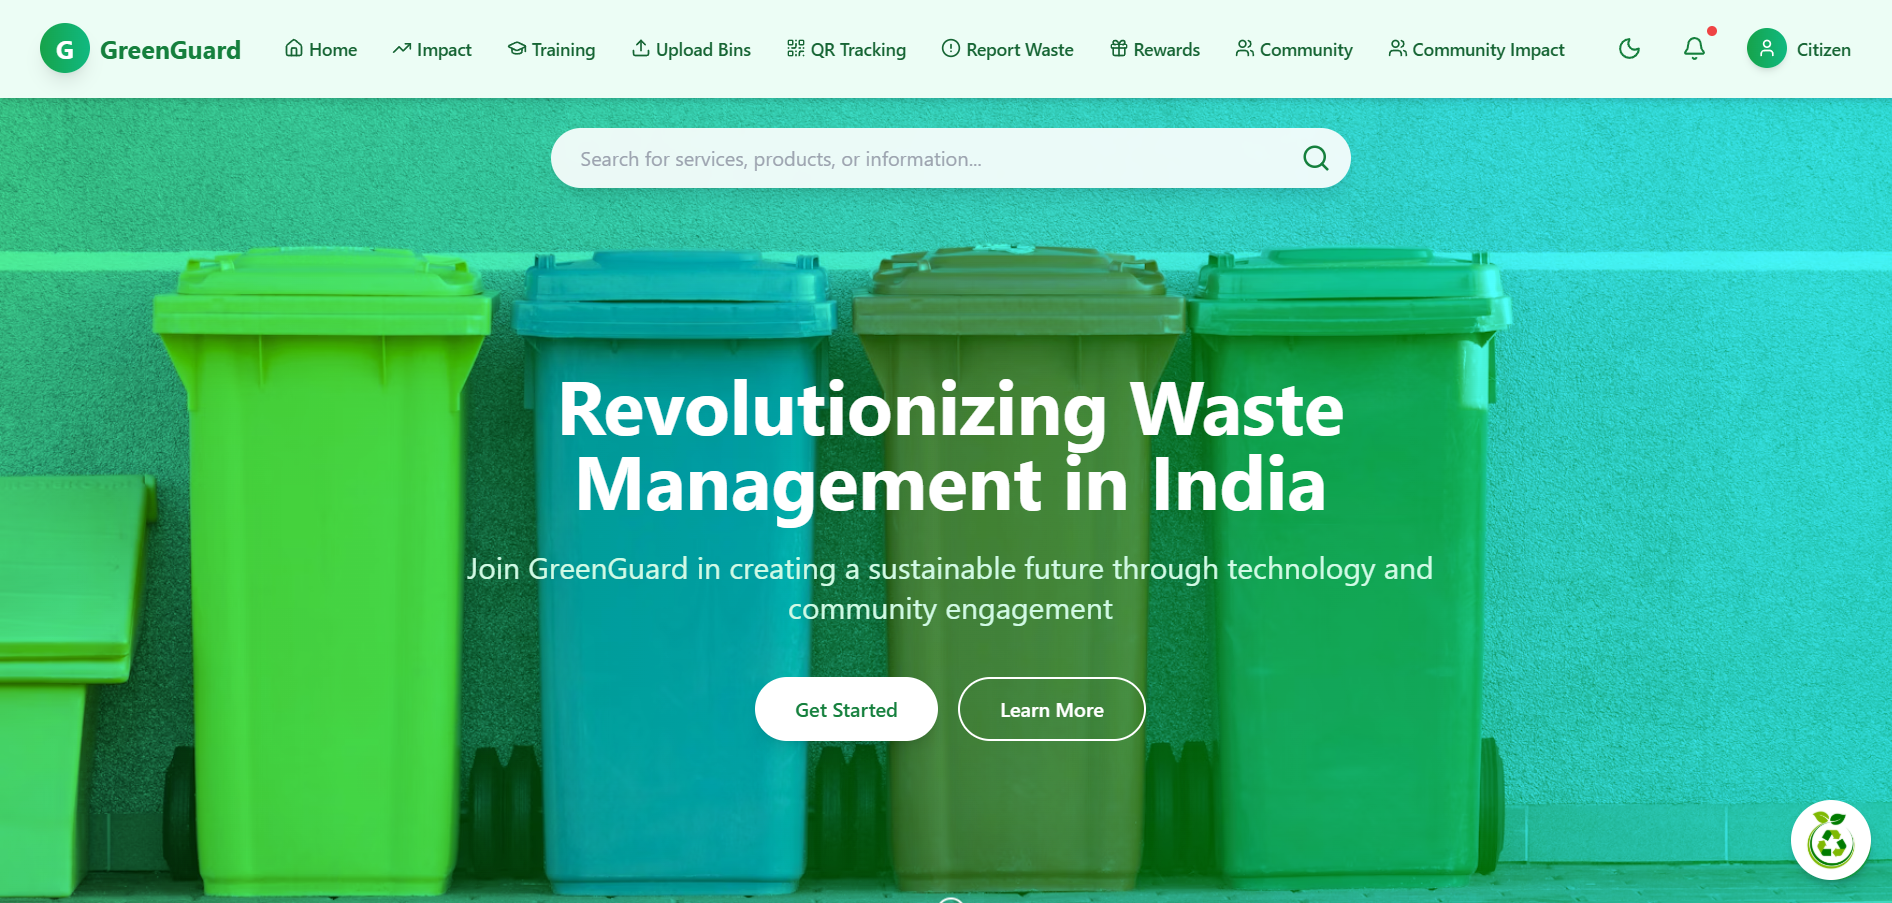 G GreenGuard Home Impact Training Upload Bins QR Tracking Report Waste Rewards Community Community Impact Citizen
Search for services, products, or information...
Revolutionizing Waste
Management in India
Join GreenGuard in creating a sustainable future through technology and
community engagement
Get Started Learn More